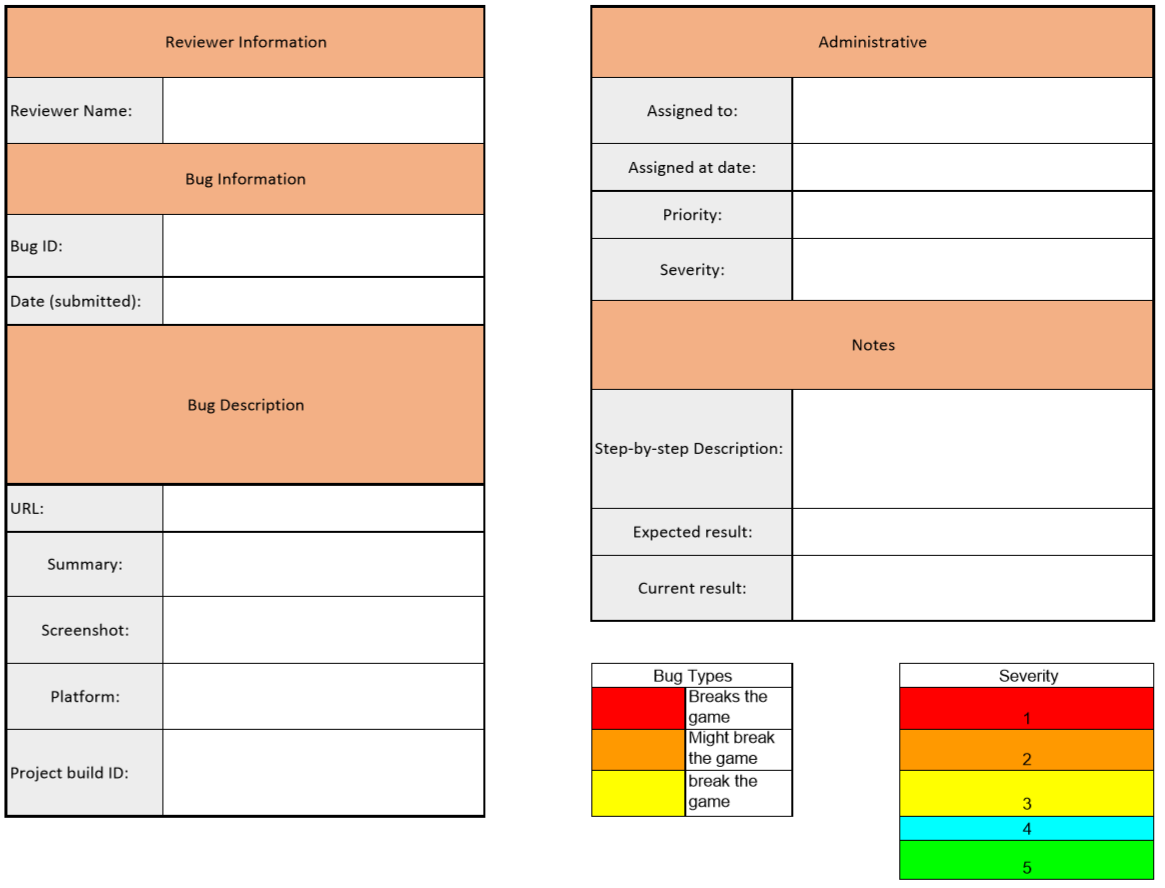 Reviewer Information
Reviewer Name:
Bug Information
Bug ID:
Date (submitted):
Bug Description
URL:
Summary:
Screenshot:
Platform:
Project build ID:
Administrative
Assigned to:
Assigned at date:
Priority:
Severity:
Notes
Step-by-step Description:
Expected result:
Current result:
Bug Types
Breaks the
game
Might break
the game
break the
game
Severity
1
2
3
4
5